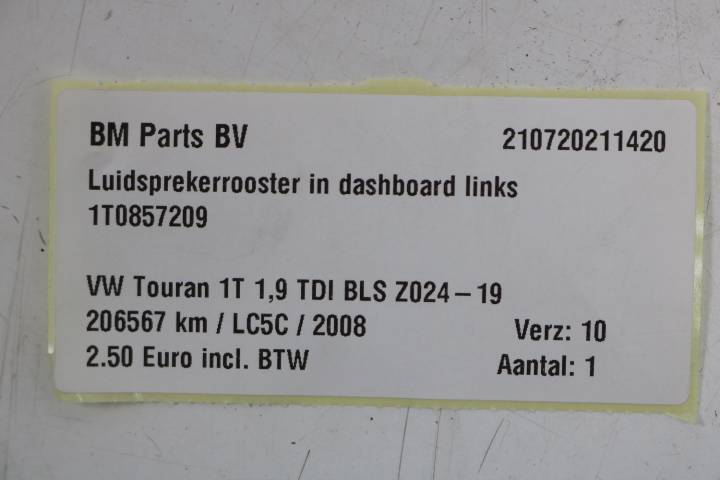 BM Parts BV 210720211420
Luidsprekerrooster in dashboard links
1T0857209
VW Touran 1T 1,9 TDI BLS Z024-19
206567 km / LC5C / 2008 Verz: 10
2.50 Euro incl. BTW Aantal: 1